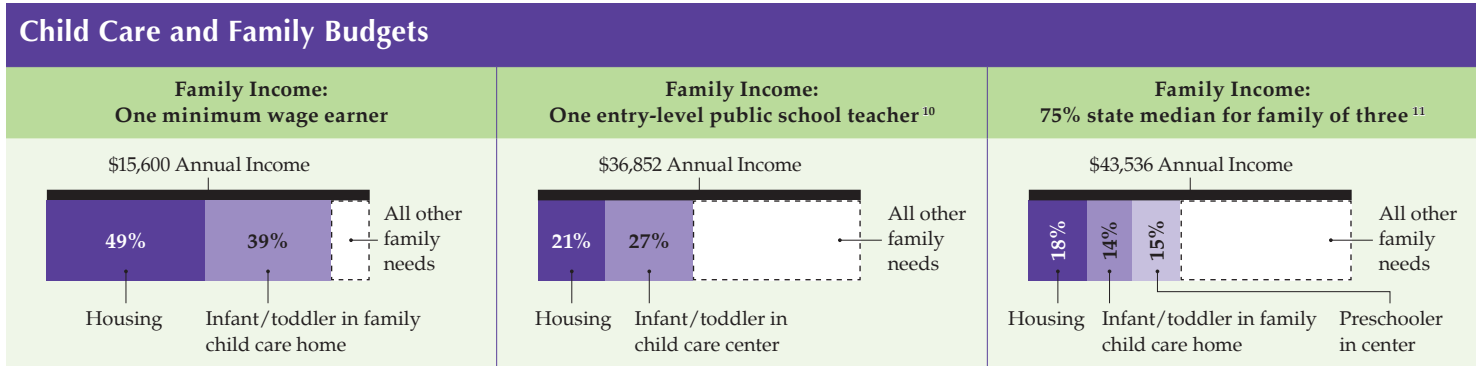 Child Care and Family Budgets
Family Income:
One minimum wage earner
$15,600 Annual Income
49%
39%
All other
family
needs
Housing
Infant/toddler in family
child care home
Family Income:
One entry-level public school teacher 10
$36,852 Annual Income
21%
27%
All other
family
needs
Housing
Infant/toddler in
child care center
Family Income:
75% state median for family of three 11
$43,536 Annual Income
18%
14%
15%
All other
family
needs
Housing
Infant/toddler in family
child care home
Preschooler
in center